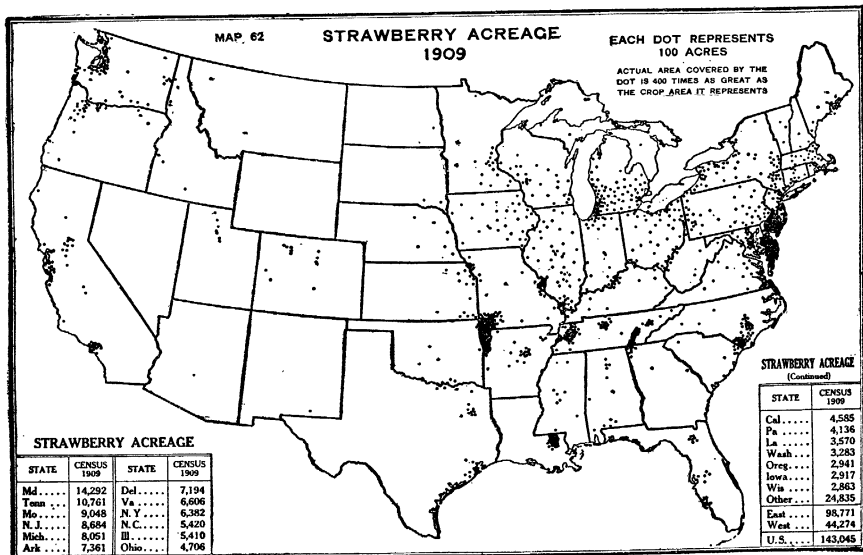 MAP 62
STRAWBERRY ACREAGE
1909
EACH DOT REPRESENTS
100 ACRES
ACTUAL AREA COVERED BY THE
DOT IS 400 TIMES AS GREAT AS
THE CROP AREA IT REPRESENTS
STRAWBERRY ACREAGE
STATE CENSUS 1909 STATE CENSUS 1909
Md..... 14,292 Del..... 7,194
Tenn ... 10,761 Va ..... 6,606
Mo ..... 9,048 N. Y .... 6,382
N. J. .... 8,684 N. C. .... 5,420
Mich.... 8,051 Ill ...... 5,410
Ark .... 7,361 Ohio .... 4,706
STRAWBERRY ACREAGE
(Continued)
STATE CENSUS 1909
Cal ..... 4,585
Pa ..... 4,136
La ..... 3,570
Wash ... 3,283
Oreg.... 2,941
Iowa.... 2,917
Wis .... 2,863
Other ... 24,835
East .... 98,771
West ... 44,274
U. S..... 143,045